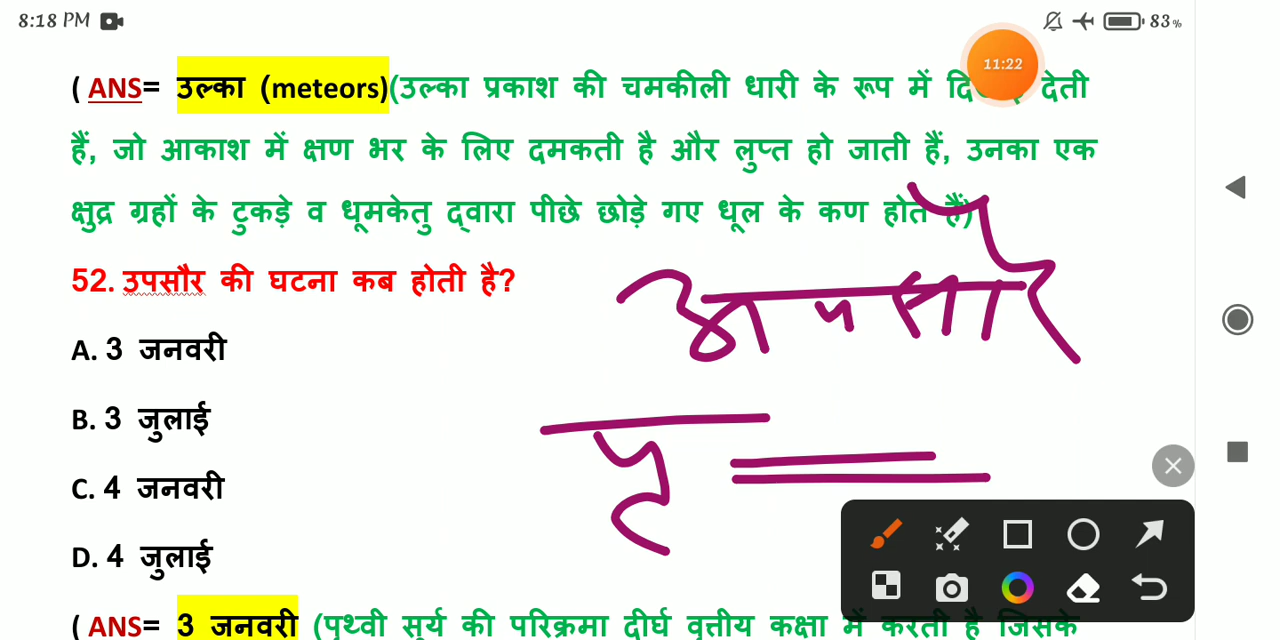 8:18 PM
83%
11:22
( ANS= उल्का (meteors)(उल्का प्रकाश की चमकीली धारी के रूप में देती
हैं, जो आकाश में क्षण भर के लिए दमकती है और लुप्त हो जाती हैं, उनका एक
क्षुद्र ग्रहों के टुकड़े व धूमकेतु द्वारा पीछे छोड़े गए धूल के कण होते हैं)
52. उपसौर की घटना कब होती है?
अपसौर
A. 3 जनवरी
B. 3 जुलाई
C. 4 जनवरी
D. 4 जुलाई
( ANS= 3 जनवरी (पृथ्वी सूर्य की परिक्रमा दीर्घ वृत्तीय कक्षा में करती है जिसके